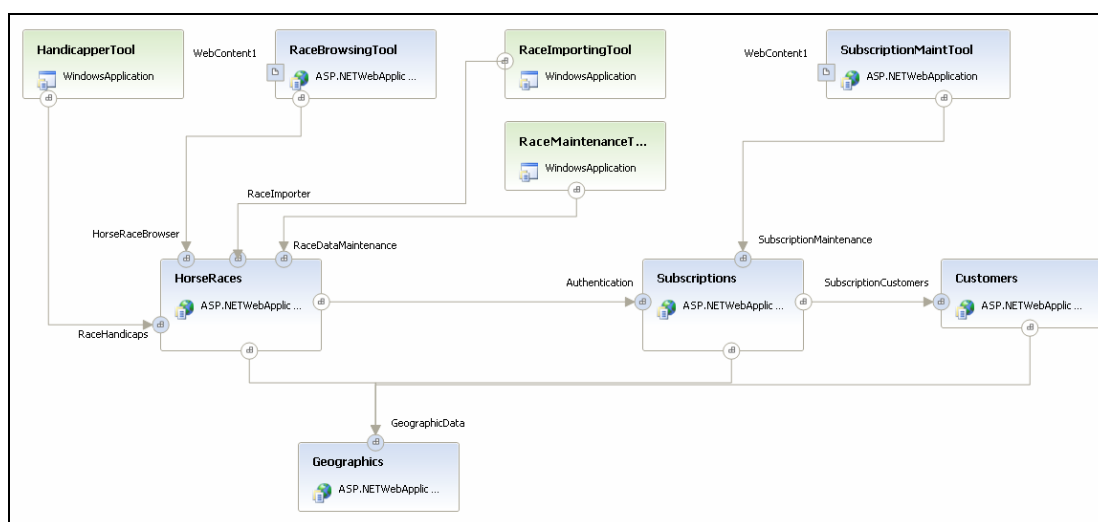 HandicapperTool
WindowsApplication
WebContent1
RaceBrowsingTool
ASP.NETWebApplic ...
RaceImportingTool
WindowsApplication
WebContent1
SubscriptionMaintTool
ASP.NETWebApplication
RaceMaintenanceT...
WindowsApplication
RaceImporter
HorseRaceBrowser
RaceDataMaintenance
SubscriptionMaintenance
HorseRaces
ASP.NETWebApplic ...
RaceHandicaps
Authentication
Subscriptions
ASP.NETWebApplic ...
SubscriptionCustomers
Customers
ASP.NETWebApplic ...
GeographicData
Geographics
ASP.NETWebApplic ...